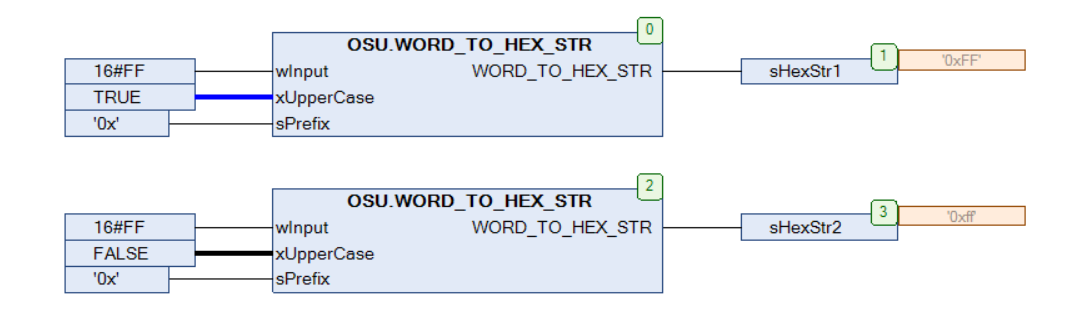 0
OSU.WORD_TO_HEX_STR
1
'0xFF'
16#FF wInput WORD_TO_HEX_STR sHexStr1
TRUE xUpperCase
'0x' sPrefix
2
OSU.WORD_TO_HEX_STR
3
'0xff'
16#FF wInput WORD_TO_HEX_STR sHexStr2
FALSE xUpperCase
'0x' sPrefix